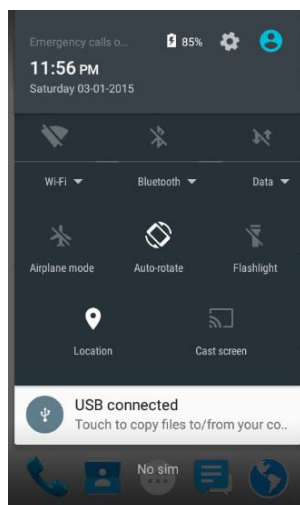 Emergency calls o...
85%
11:56 PM
Saturday 03-01-2015
Wi-Fi
Bluetooth
Data
Airplane mode
Auto-rotate
Flashlight
Location
Cast screen
USB connected
Touch to copy files to/from your co..
No sim